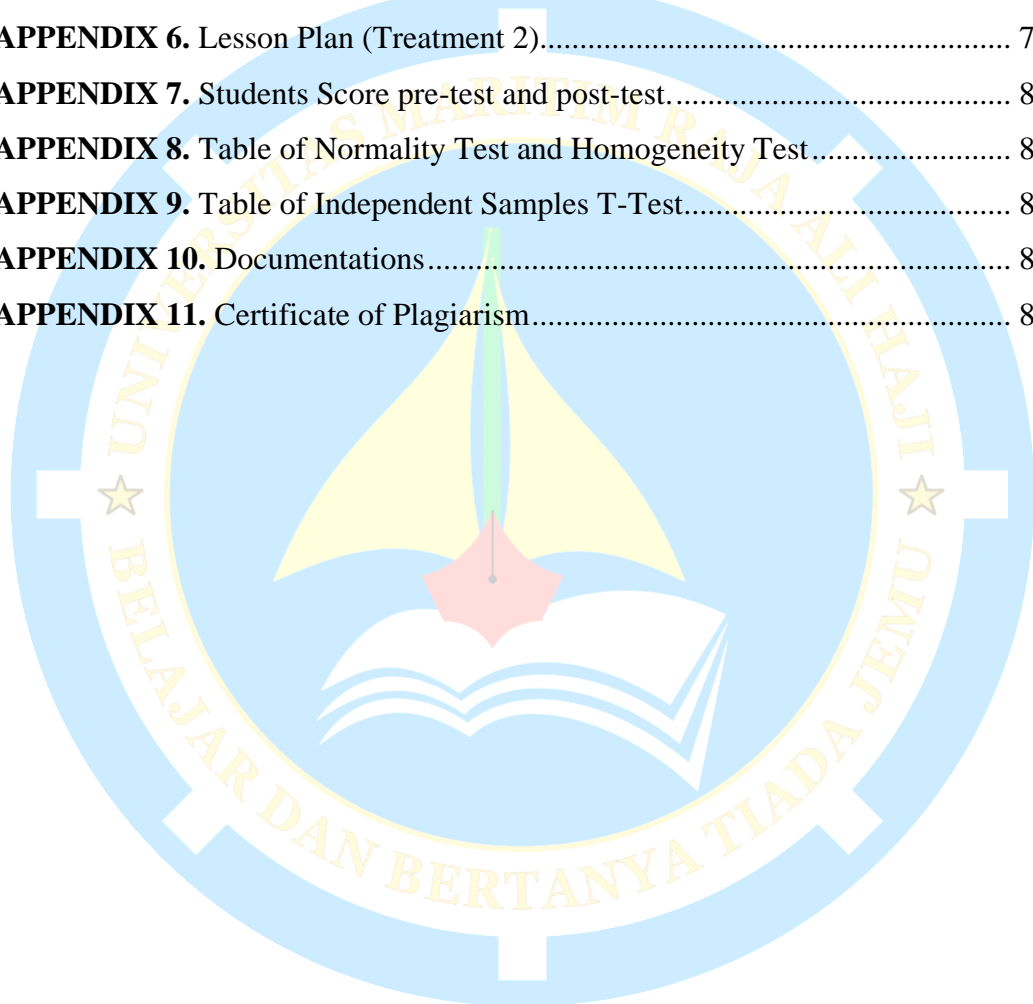 APPENDIX 6. Lesson Plan (Treatment 2).......................................................... 7
APPENDIX 7. Students Score pre-test and post-test.......................................... 8
APPENDIX 8. Table of Normality Test and Homogeneity Test ........................ 8
APPENDIX 9. Table of Independent Samples T-Test........................................ 8
APPENDIX 10. Documentations ....................................................................... 8
APPENDIX 11. Certificate of Plagiarism........................................................... 8
UNIVERSITAS MARITIM RAJA ALI HAJI
BELAJAR DAN BERTANYA TIADA JEMU